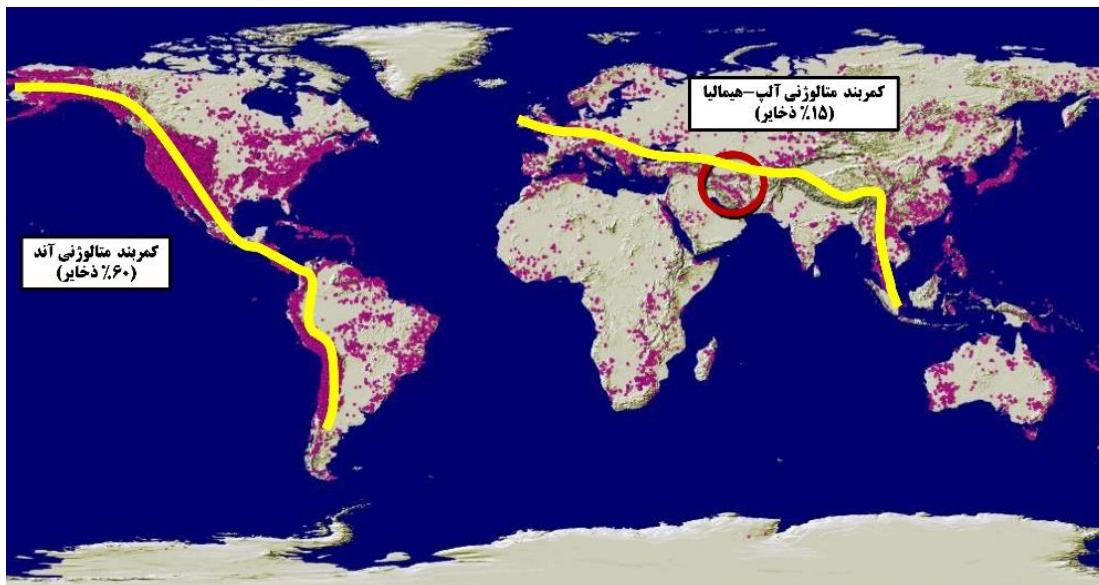 کمربند متالوژنی آلپ-هیمالیا
(۱۵٪ ذخایر)
کمربند متالوژنی آند
(۶۰٪ ذخایر)